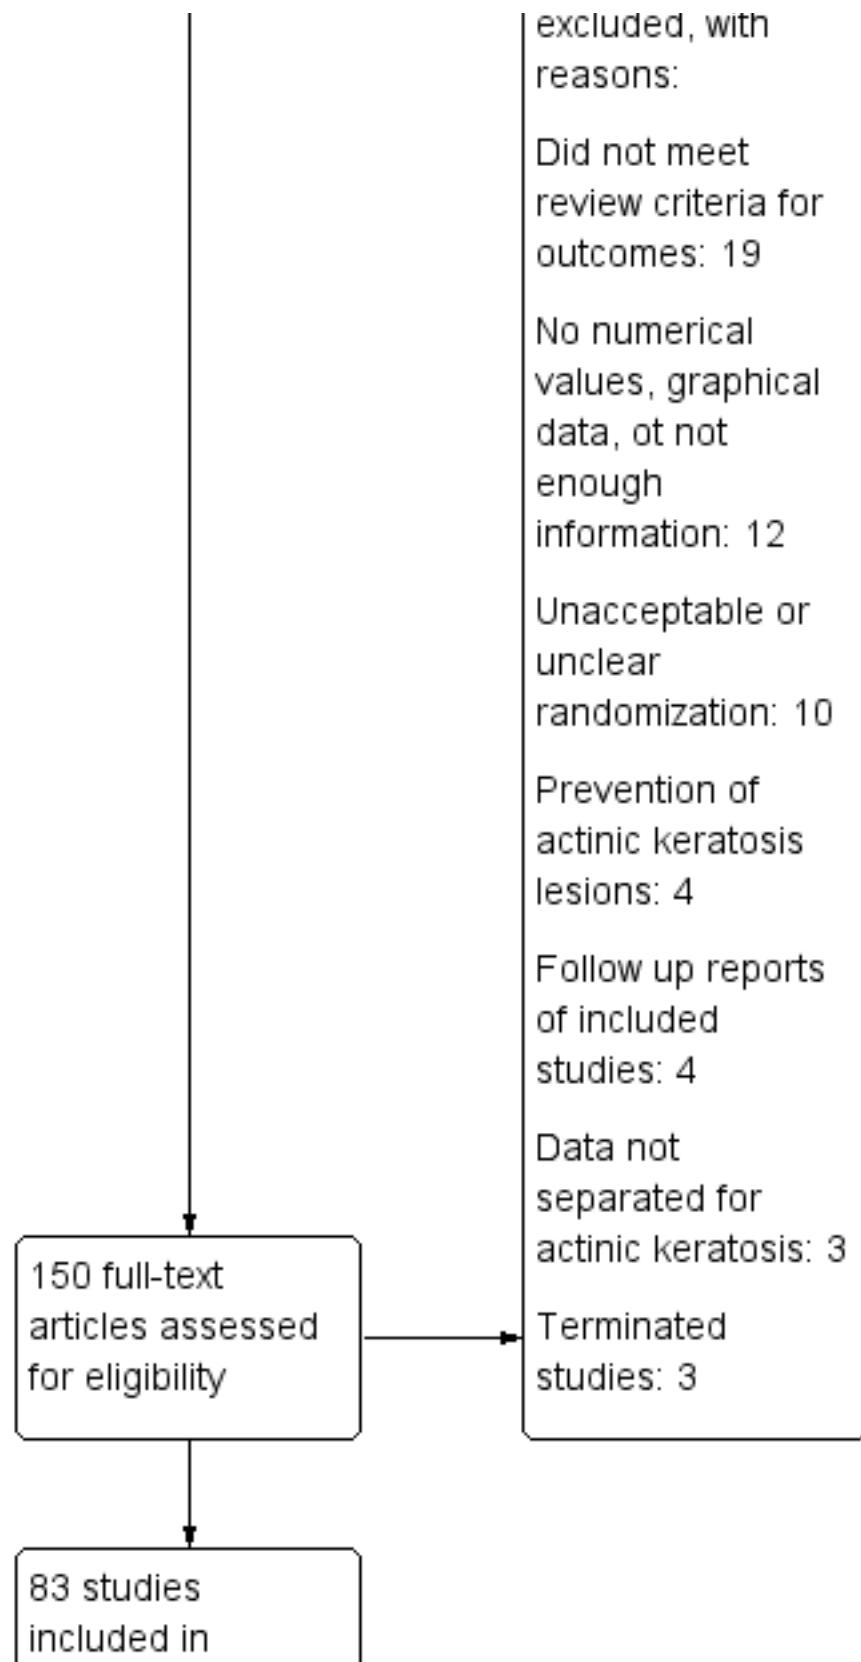 excluded, with
reasons:
Did not meet
review criteria for
outcomes: 19
No numerical
values, graphical
data, ot not
enough
information: 12
Unacceptable or
unclear
randomization: 10
Prevention of
actinic keratosis
lesions: 4
Follow up reports
of included
studies: 4
Data not
separated for
actinic keratosis: 3
Terminated
studies: 3
150 full-text
articles assessed
for eligibility
83 studies
included in